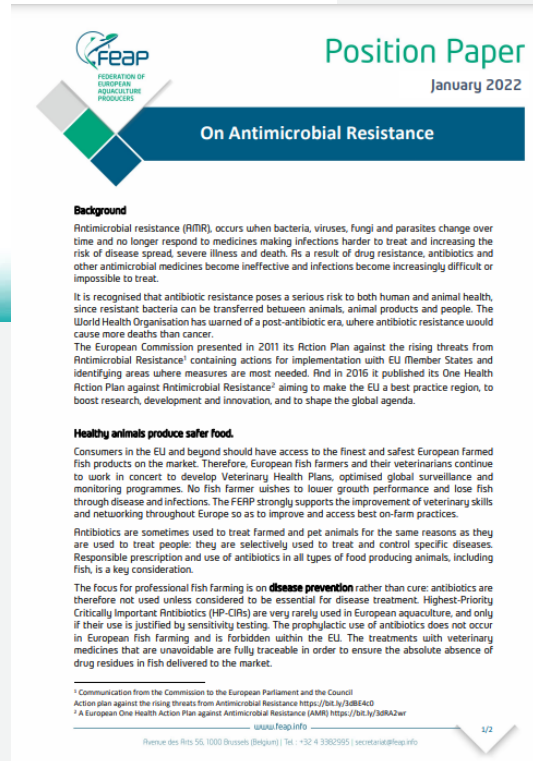 FEAP
FEDERATION OF
EUROPEAN
AQUACULTURE
PRODUCERS
Position Paper
January 2022
On Antimicrobial Resistance
Background
Antimicrobial resistance (AMR), occurs when bacteria, viruses, fungi and parasites change over
time and no longer respond to medicines making infections harder to treat and increasing the
risk of disease spread, severe illness and death. As a result of drug resistance, antibiotics and
other antimicrobial medicines become ineffective and infections become increasingly difficult or
impossible to treat.
It is recognised that antibiotic resistance poses a serious risk to both human and animal health,
since resistant bacteria can be transferred between animals, animal products and people. The
World Health Organisation has warned of a post-antibiotic era, where antibiotic resistance would
cause more deaths than cancer.
The European Commission presented in 2011 its Action Plan against the rising threats from
Antimicrobial Resistance¹ containing actions for implementation with EU Member States and
identifying areas where measures are most needed. And in 2016 it published its One Health
Action Plan against Antimicrobial Resistance² aiming to make the EU a best practice region, to
boost research, development and innovation, and to shape the global agenda.
Healthy animals produce safer food.
Consumers in the EU and beyond should have access to the finest and safest European farmed
fish products on the market. Therefore, European fish farmers and their veterinarians continue
to work in concert to develop Veterinary Health Plans, optimised global surveillance and
monitoring programmes. No fish farmer wishes to lower growth performance and lose fish
through disease and infections. The FEAP strongly supports the improvement of veterinary skills
and networking throughout Europe so as to improve and access best on-farm practices.
Antibiotics are sometimes used to treat farmed and pet animals for the same reasons as they
are used to treat people: they are selectively used to treat and control specific diseases.
Responsible prescription and use of antibiotics in all types of food producing animals, including
fish, is a key consideration.
The focus for professional fish farming is on disease prevention rather than cure: antibiotics are
therefore not used unless considered to be essential for disease treatment. Highest-Priority
Critically Important Antibiotics (HP-CIAs) are very rarely used in European aquaculture, and only
if their use is justified by sensitivity testing. The prophylactic use of antibiotics does not occur
in European fish farming and is forbidden within the EU. The treatments with veterinary
medicines that are unavoidable are fully traceable in order to ensure the absolute absence of
drug residues in fish delivered to the market.
¹ Communication from the Commission to the European Parliament and the Council
Action plan against the rising threats from Antimicrobial Resistance https://bit.ly/3dBE4c0
² A European One Health Action Plan against Antimicrobial Resistance (AMR) https://bit.ly/3dRA2wr
www.feap.info
1/2
Avenue des Arts 56, 1000 Brussels (Belgium) | Tel : +32 4 3382995 | secretariat@feap.info